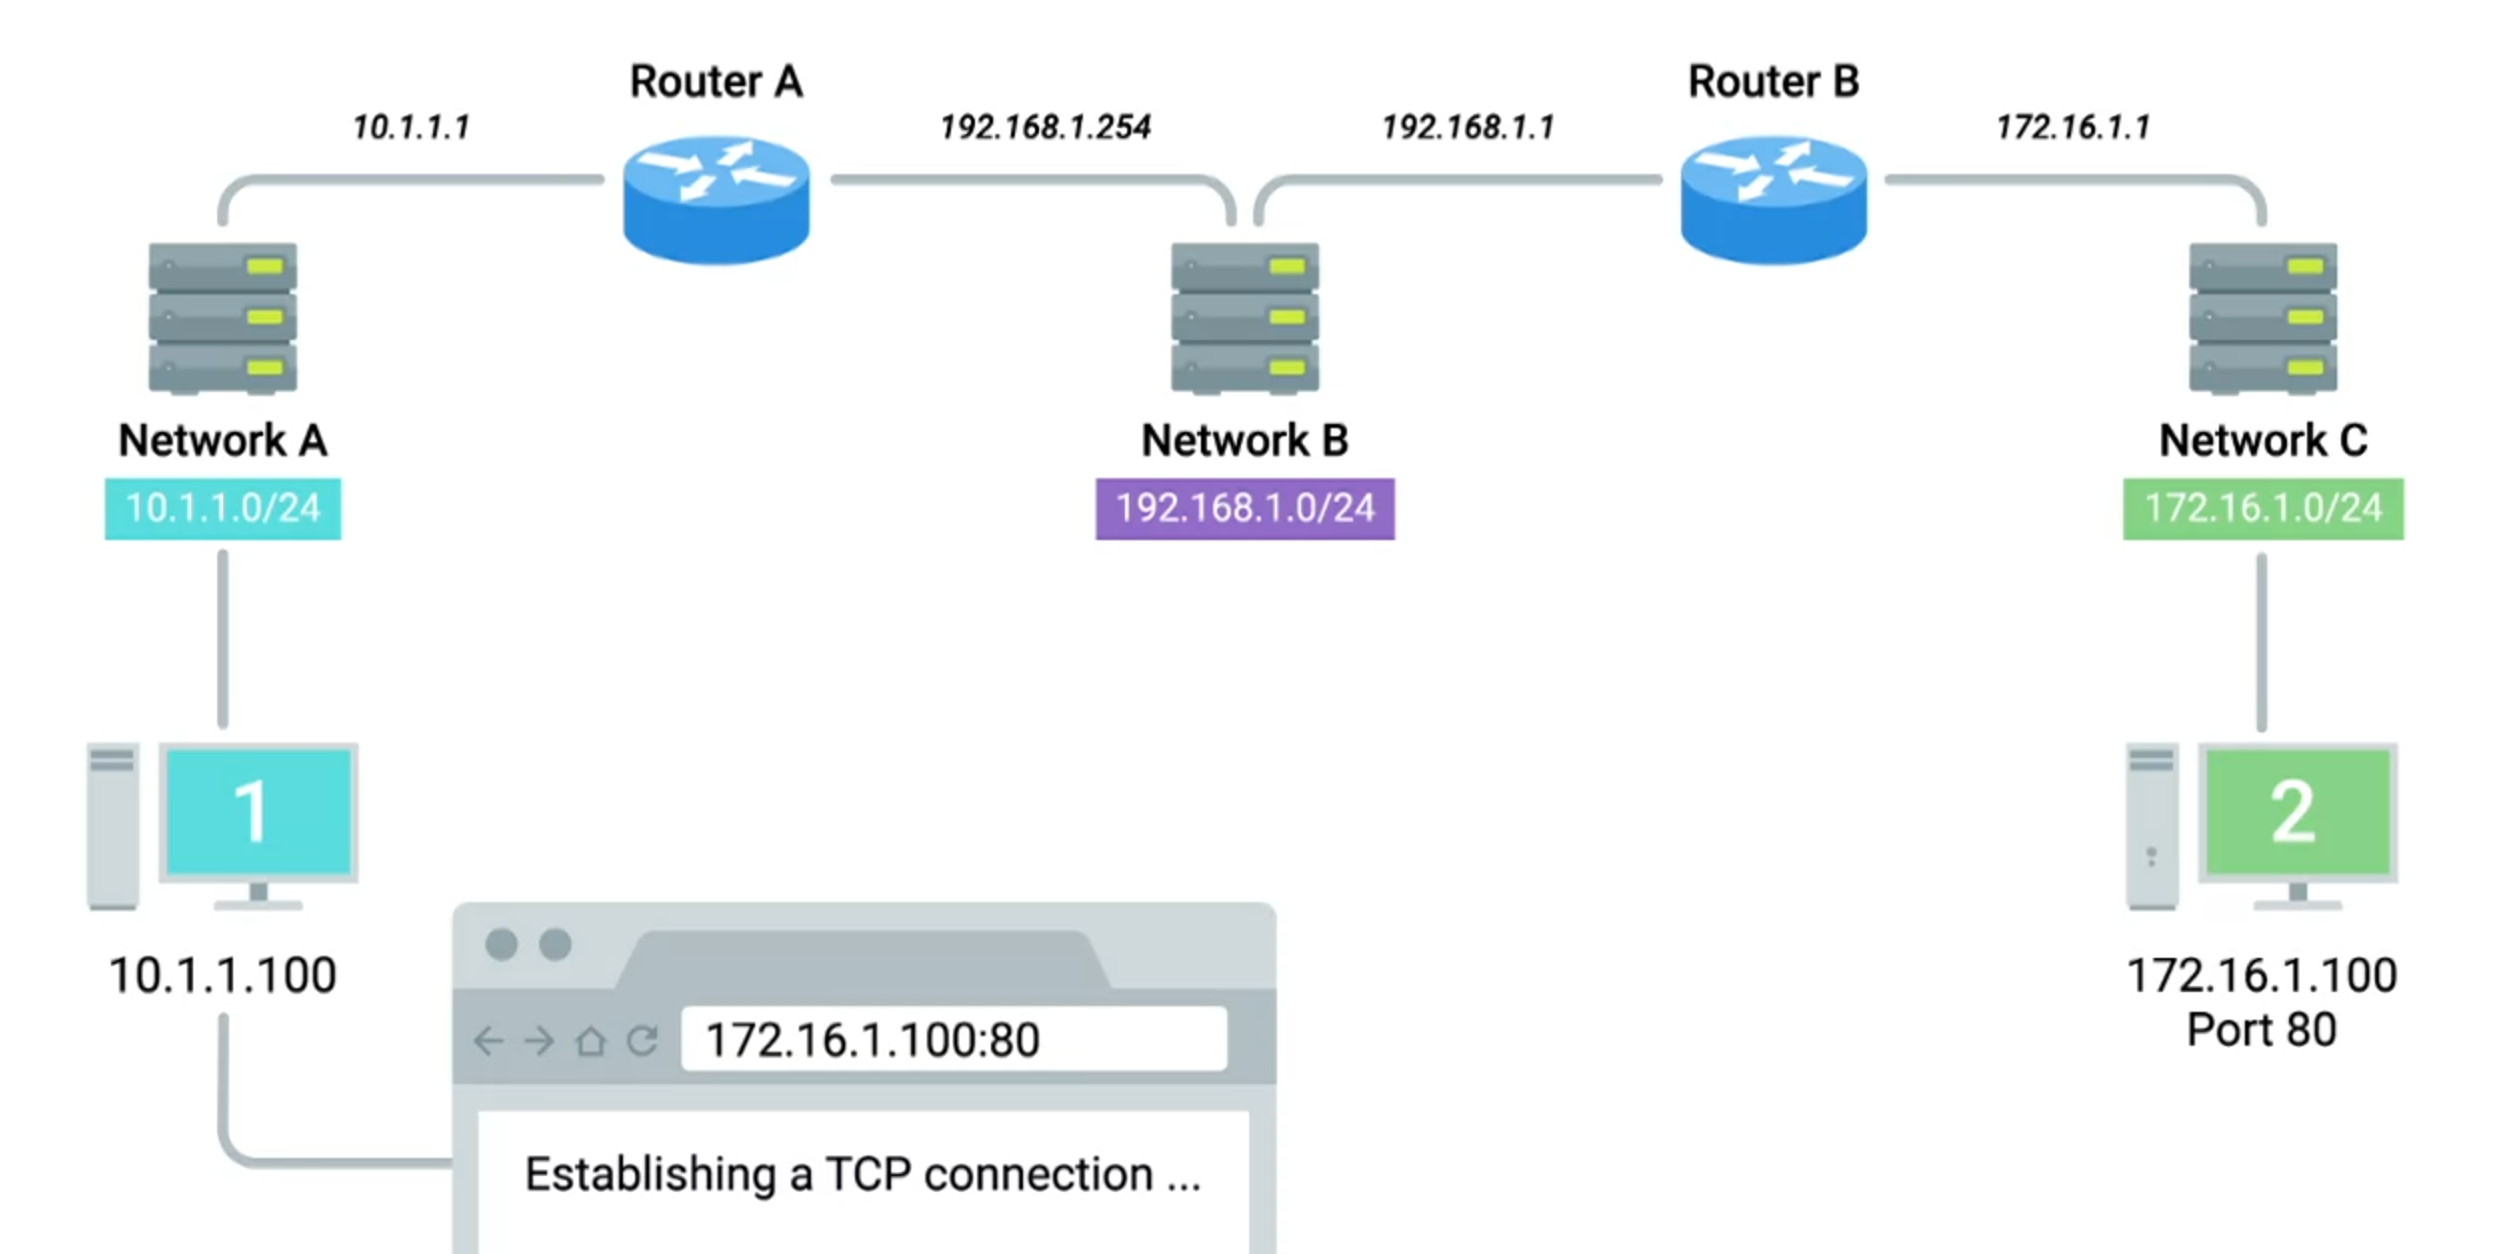 Router A
Router B
10.1.1.1
192.168.1.254
192.168.1.1
172.16.1.1
Network A
Network B
Network C
10.1.1.0/24
192.168.1.0/24
172.16.1.0/24
1
2
10.1.1.100
172.16.1.100
Port 80
172.16.1.100:80
Establishing a TCP connection ...